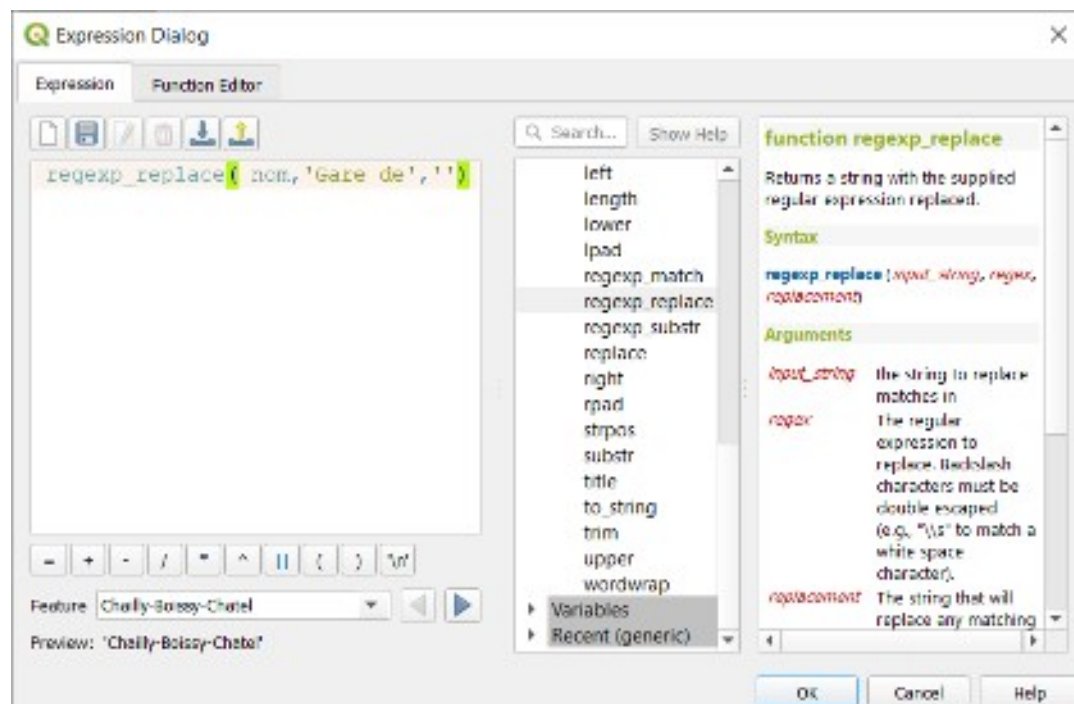 Expression Dialog
Expression Function Editor
regexp_replace( nom,'Gare de','')
= + - / * ^ || ( ) '\n'
Feature Chailly-Boissy-Chatel
Preview: 'Chailly-Boissy-Chatel'
Search... Show Help
left
length
lower
lpad
regexp_match
regexp_replace
regexp_substr
replace
right
rpad
strpos
substr
title
to_string
trim
upper
wordwrap
Variables
Recent (generic)
function regexp_replace
Returns a string with the supplied
regular expression replaced.
Syntax
regexp_replace (input_string, regex,
replacement)
Arguments
input_string the string to replace
matches in
regex The regular
expression to
replace. Backslash
characters must be
double escaped
(e.g., "\\s" to match a
white space
character).
replacement The string that will
replace any matching
OK Cancel Help